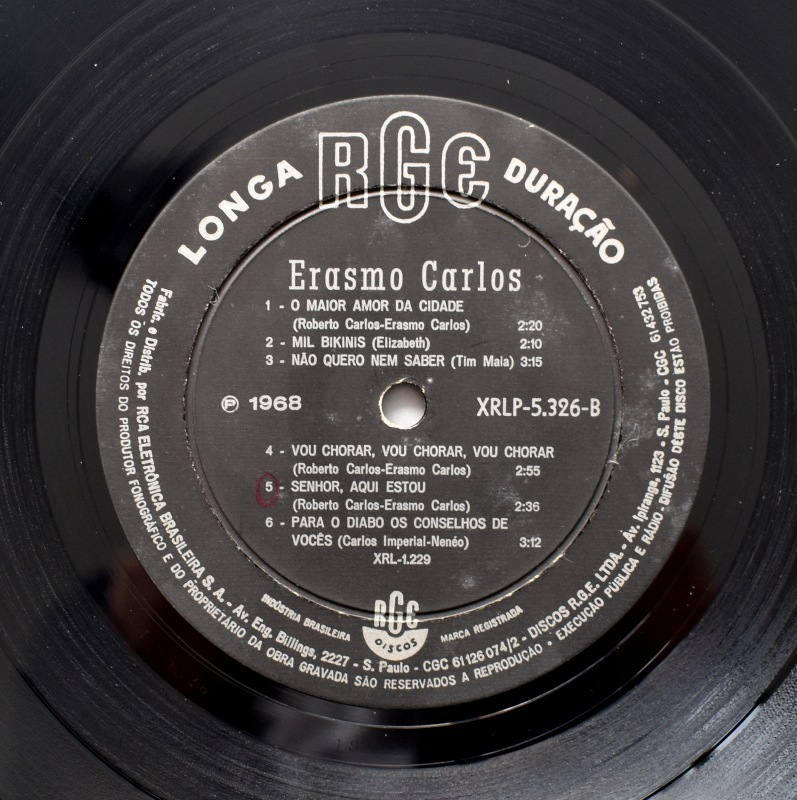 LONGA RGE DURAÇÃO
Erasmo Carlos
1 - O MAIOR AMOR DA CIDADE
(Roberto Carlos-Erasmo Carlos) 2:20
2 - MIL BIKINIS (Elizabeth) 2:10
3 - NÃO QUERO NEM SABER (Tim Maia) 3:15
℗ 1968
XRLP-5.326-B
4 - VOU CHORAR, VOU CHORAR, VOU CHORAR
(Roberto Carlos-Erasmo Carlos) 2:55
5 - SENHOR, AQUI ESTOU
(Roberto Carlos-Erasmo Carlos) 2:36
6 - PARA O DIABO OS CONSELHOS DE
VOCÊS (Carlos Imperial-Nenéo) 3:12
XRL-1.229
INDÚSTRIA BRASILEIRA RGE DISCOS MARCA REGISTRADA
Fabric. e Distrib. por RCA ELETRÔNICA BRASILEIRA S. A. - Av. Eng. Billings, 2227 - S. Paulo - CGC 61 126 074/2 - DISCOS R.G.E. LTDA. - Av. Ipiranga, 1123 - S. Paulo - CGC 61 432 753
TODOS OS DIREITOS DO PRODUTOR FONOGRÁFICO E DO PROPRIETÁRIO DA OBRA GRAVADA SÃO RESERVADOS A REPRODUÇÃO • EXECUÇÃO PÚBLICA E RÁDIO-DIFUSÃO DÊSTE DISCO ESTÃO PROIBIDAS